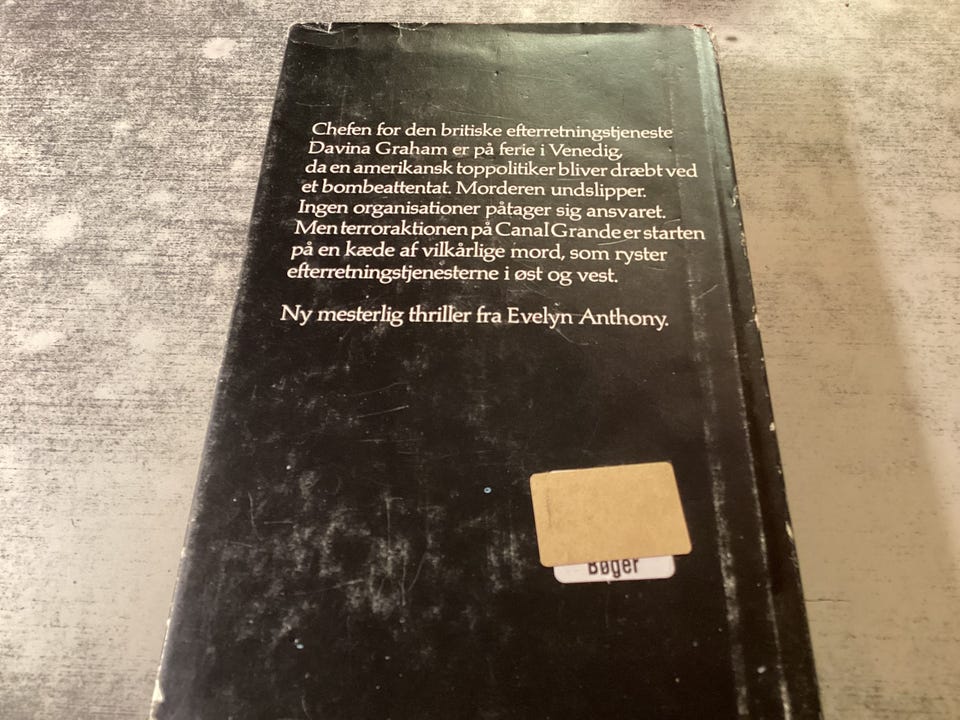 Chefen for den britiske efterretningstjeneste
Davina Graham er på ferie i Venedig,
da en amerikansk toppolitiker bliver dræbt ved
et bombeattentat. Morderen undslipper.
Ingen organisationer påtager sig ansvaret.
Men terroraktionen på Canal Grande er starten
på en kæde af vilkårlige mord, som ryster
efterretningstjenesterne i øst og vest.
Ny mesterlig thriller fra Evelyn Anthony.
Bøger